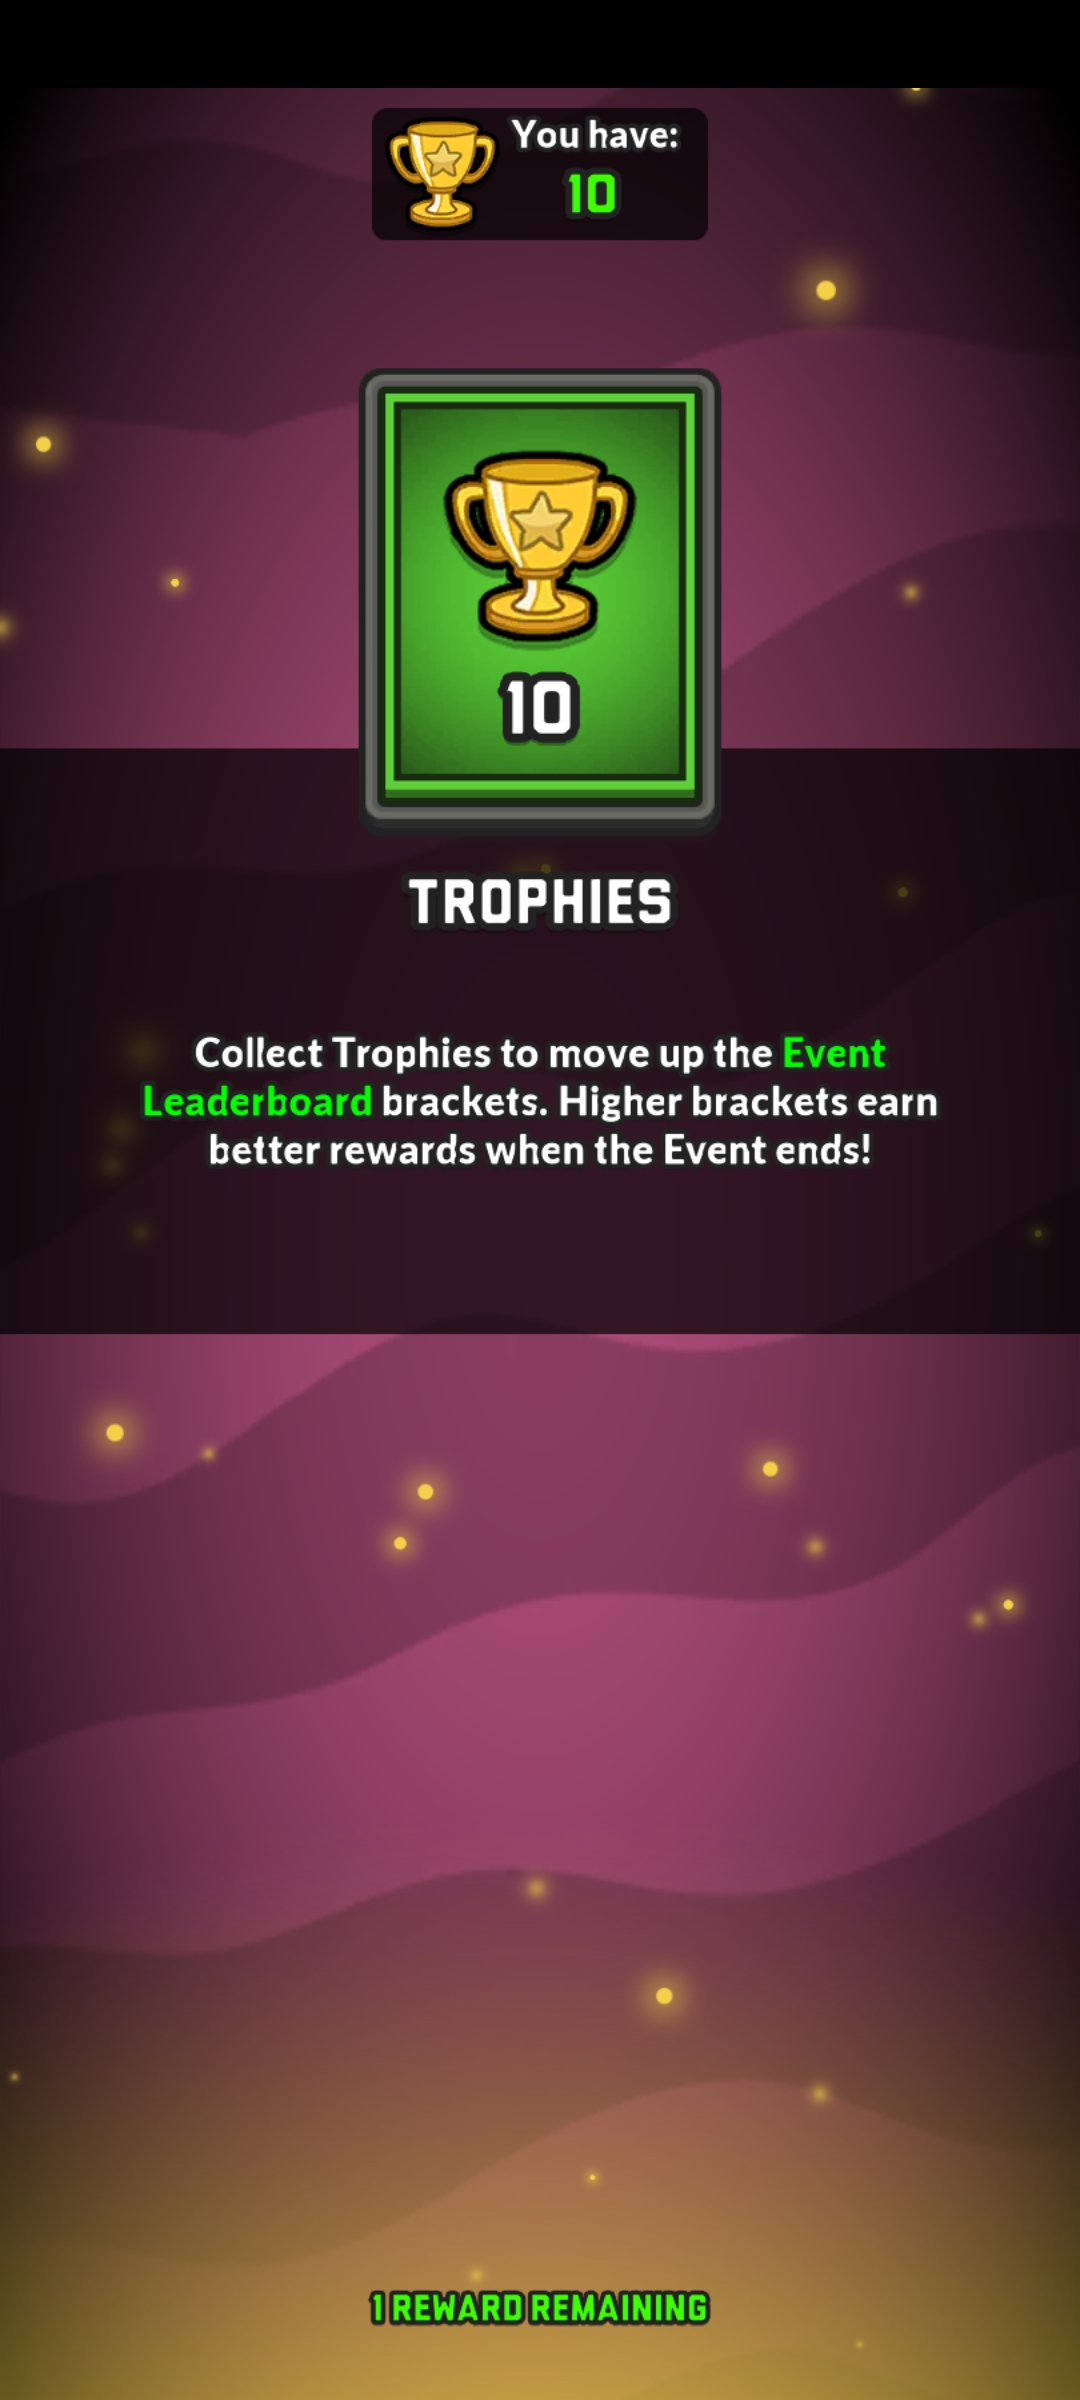 You have:
10
10
TROPHIES
Collect Trophies to move up the Event
Leaderboard brackets. Higher brackets earn
better rewards when the Event ends!
1 REWARD REMAINING